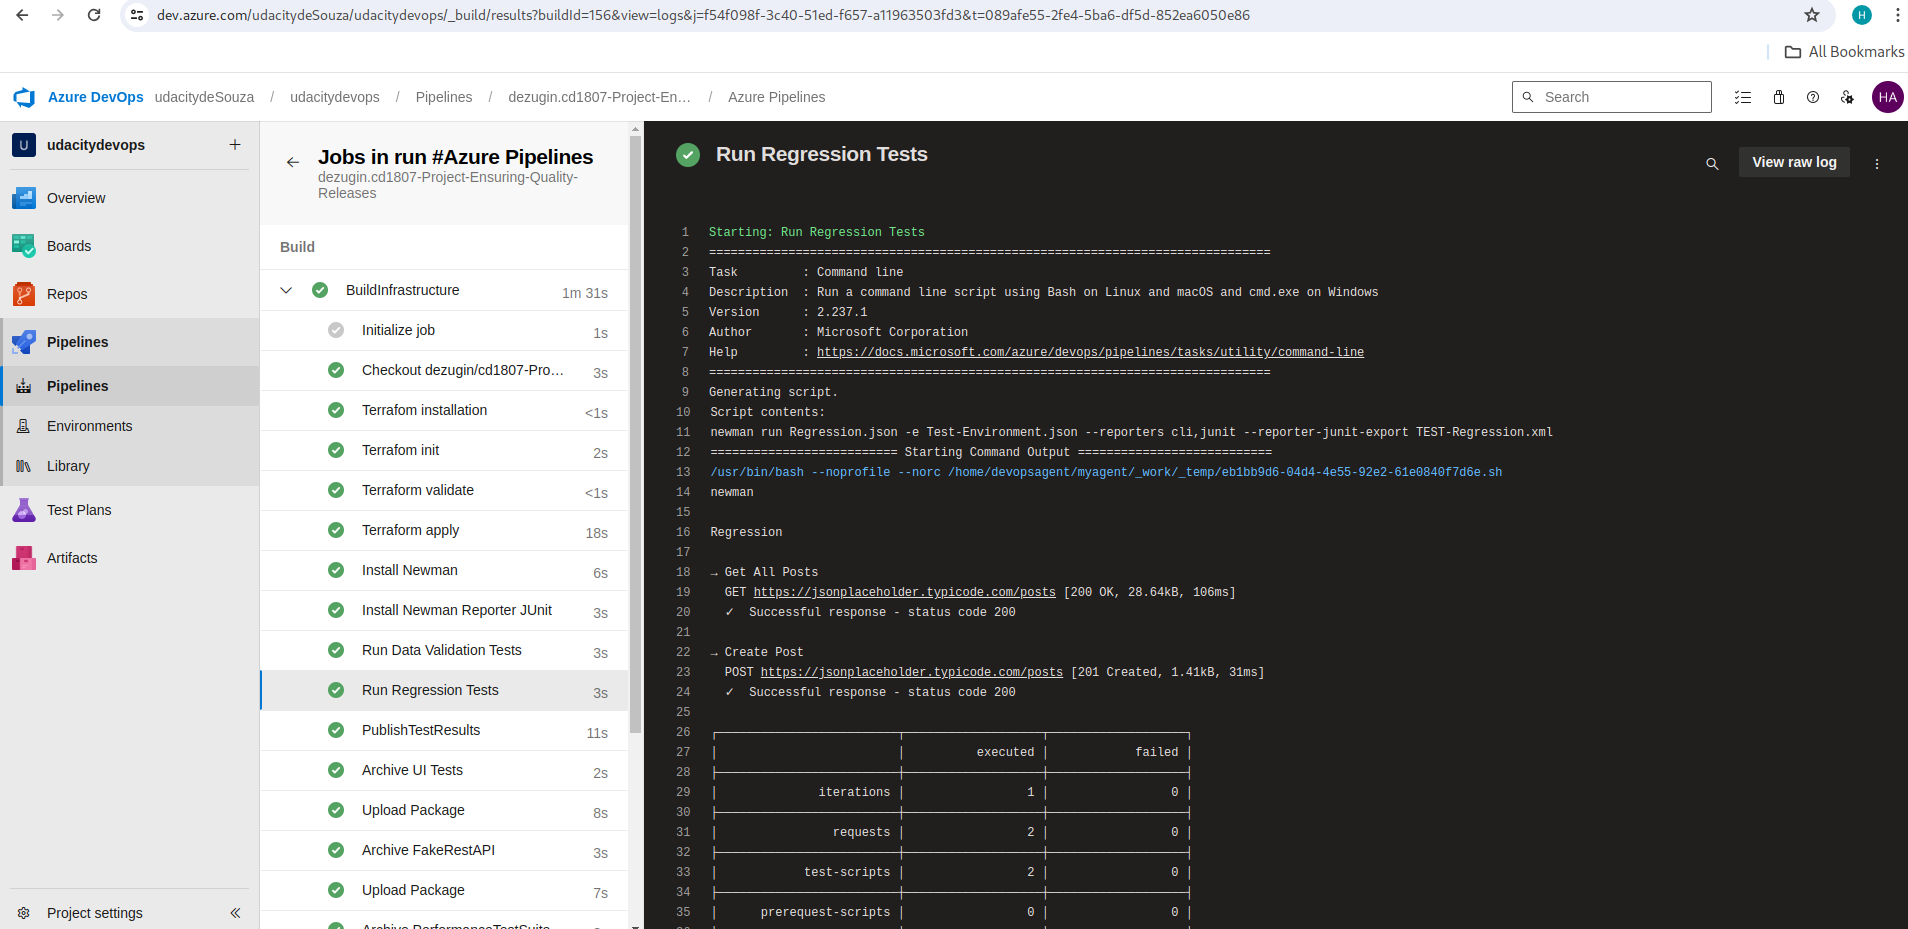 dev.azure.com/udacitydeSouza/udacitydevops/_build/results?buildId=156&view=logs&j=f54f098f-3c40-51ed-f657-a11963503fd3&t=089afe55-2fe4-5ba6-df5d-852ea6050e86
H
All Bookmarks
Azure DevOps udacitydeSouza / udacitydevops / Pipelines / dezugin.cd1807-Project-En... / Azure Pipelines
Search
HA
U udacitydevops +
Overview
Boards
Repos
Pipelines
Pipelines
Environments
Library
Test Plans
Artifacts
Project settings
Jobs in run #Azure Pipelines
dezugin.cd1807-Project-Ensuring-Quality-
Releases
Build
BuildInfrastructure 1m 31s
Initialize job 1s
Checkout dezugin/cd1807-Pro... 3s
Terrafom installation <1s
Terrafom init 2s
Terraform validate <1s
Terraform apply 18s
Install Newman 6s
Install Newman Reporter JUnit 3s
Run Data Validation Tests 3s
Run Regression Tests 3s
PublishTestResults 11s
Archive UI Tests 2s
Upload Package 8s
Archive FakeRestAPI 3s
Upload Package 7s
Archive PerformanceTestSuite
Run Regression Tests
View raw log
1 Starting: Run Regression Tests
2 ==============================================================================
3 Task : Command line
4 Description : Run a command line script using Bash on Linux and macOS and cmd.exe on Windows
5 Version : 2.237.1
6 Author : Microsoft Corporation
7 Help : https://docs.microsoft.com/azure/devops/pipelines/tasks/utility/command-line
8 ==============================================================================
9 Generating script.
10 Script contents:
11 newman run Regression.json -e Test-Environment.json --reporters cli,junit --reporter-junit-export TEST-Regression.xml
12 ========================== Starting Command Output ===========================
13 /usr/bin/bash --noprofile --norc /home/devopsagent/myagent/_work/_temp/eb1bb9d6-04d4-4e55-92e2-61e0840f7d6e.sh
14 newman
15
16 Regression
17
18 → Get All Posts
19 GET https://jsonplaceholder.typicode.com/posts [200 OK, 28.64kB, 106ms]
20 ✓ Successful response - status code 200
21
22 → Create Post
23 POST https://jsonplaceholder.typicode.com/posts [201 Created, 1.41kB, 31ms]
24 ✓ Successful response - status code 200
25
26
27 executed | failed
28
29 iterations | 1 | 0
30
31 requests | 2 | 0
32
33 test-scripts | 2 | 0
34
35 prerequest-scripts | 0 | 0